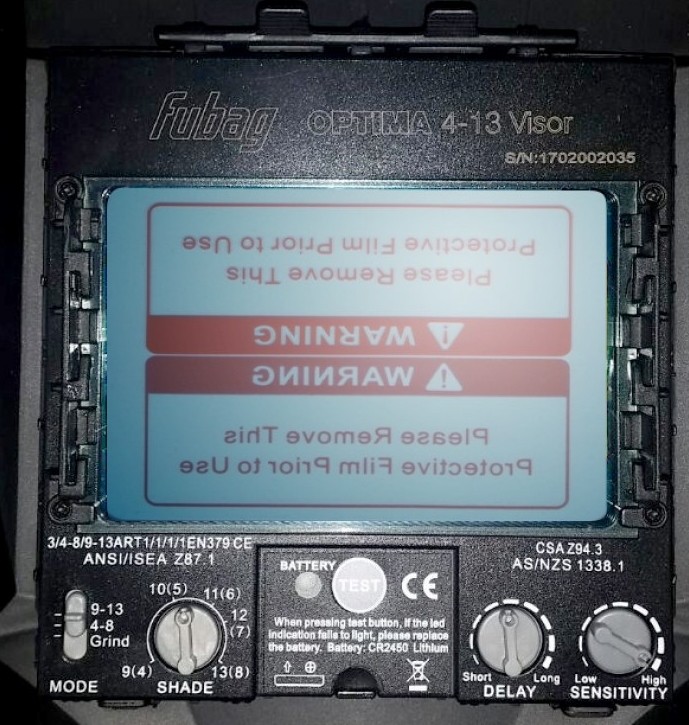 fubag OPTIMA 4-13 Visor
S/N:1702002035
Protective Film Prior to Use
Please Remove This
WARNING
WARNING
Please Remove This
Protective Film Prior to Use
3/4-8/9-13ART1/1/1/1EN379 CE
ANSI/ISEA Z87.1
CSA Z94.3
AS/NZS 1338.1
9-13
4-8
Grind
MODE
10(5)
11(6)
12
(7)
9(4)
13(8)
SHADE
BATTERY
TEST
CE
When pressing test button, if the led
indication fails to light, please replace
the battery. Battery: CR2450 Lithium
Short
Long
DELAY
Low
High
SENSITIVITY